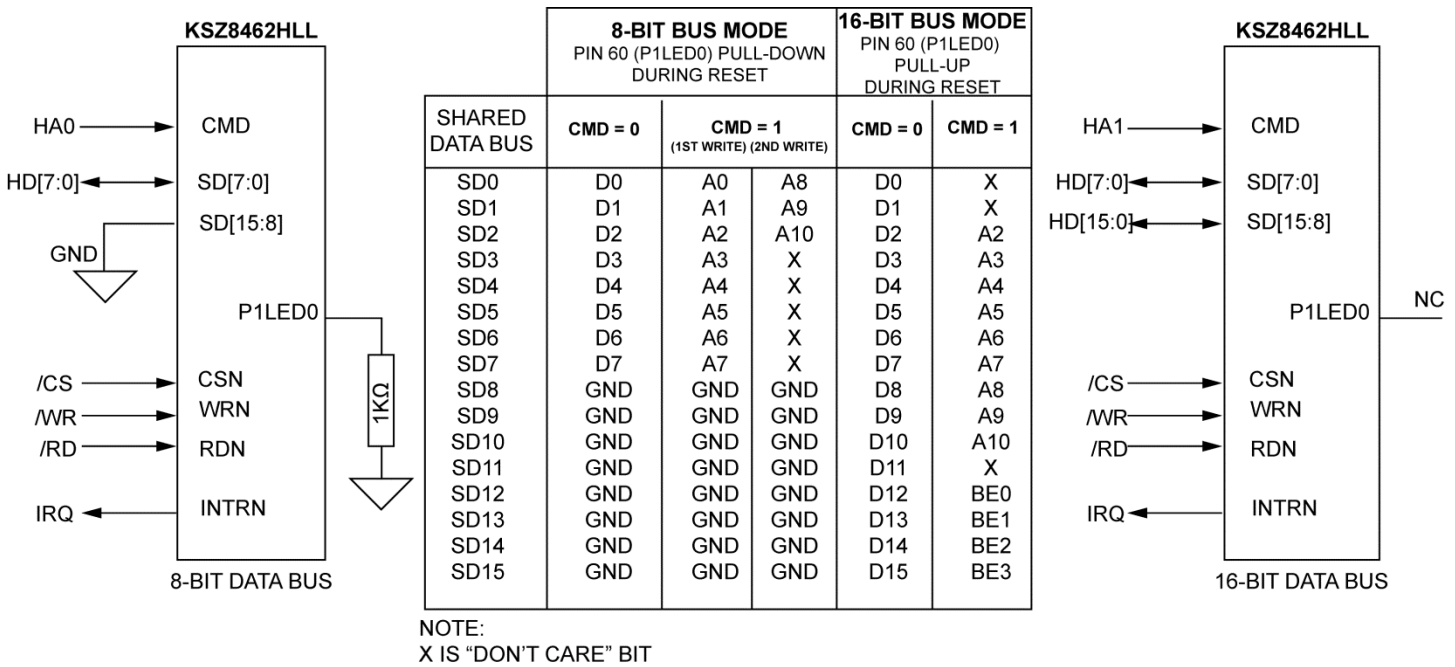 KSZ8462HLL
HA0
CMD
HD[7:0]
SD[7:0]
SD[15:8]
GND
P1LED0
1KΩ
/CS
CSN
/WR
WRN
/RD
RDN
IRQ
INTRN
8-BIT DATA BUS
8-BIT BUS MODE
PIN 60 (P1LED0) PULL-DOWN
DURING RESET
16-BIT BUS MODE
PIN 60 (P1LED0)
PULL-UP
DURING RESET
SHARED
DATA BUS
CMD = 0
CMD = 1
(1ST WRITE) (2ND WRITE)
CMD = 0
CMD = 1
SD0 D0 A0 A8 D0 X
SD1 D1 A1 A9 D1 X
SD2 D2 A2 A10 D2 A2
SD3 D3 A3 X D3 A3
SD4 D4 A4 X D4 A4
SD5 D5 A5 X D5 A5
SD6 D6 A6 X D6 A6
SD7 D7 A7 X D7 A7
SD8 GND GND GND D8 A8
SD9 GND GND GND D9 A9
SD10 GND GND GND D10 A10
SD11 GND GND GND D11 X
SD12 GND GND GND D12 BE0
SD13 GND GND GND D13 BE1
SD14 GND GND GND D14 BE2
SD15 GND GND GND D15 BE3
NOTE:
X IS “DON’T CARE” BIT
KSZ8462HLL
HA1
CMD
HD[7:0]
SD[7:0]
HD[15:0]
SD[15:8]
P1LED0
NC
/CS
CSN
/WR
WRN
/RD
RDN
IRQ
INTRN
16-BIT DATA BUS